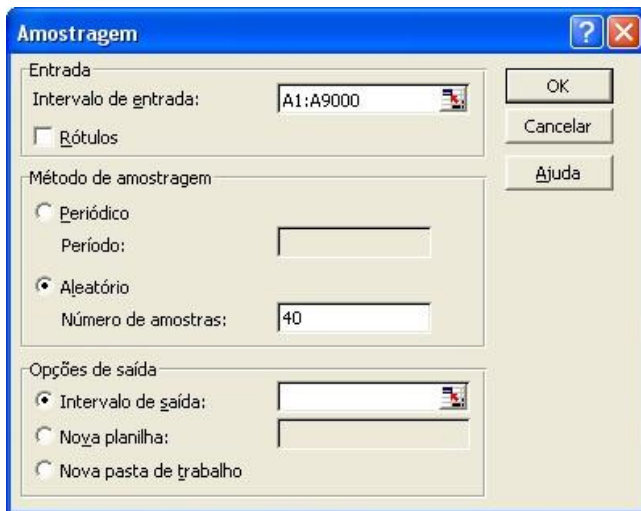 Amostragem
Entrada
Intervalo de entrada: A1:A9000
Rótulos
OK
Cancelar
Ajuda
Método de amostragem
Periódico
Período:
Aleatório
Número de amostras: 40
Opções de saída
Intervalo de saída:
Nova planilha:
Nova pasta de trabalho